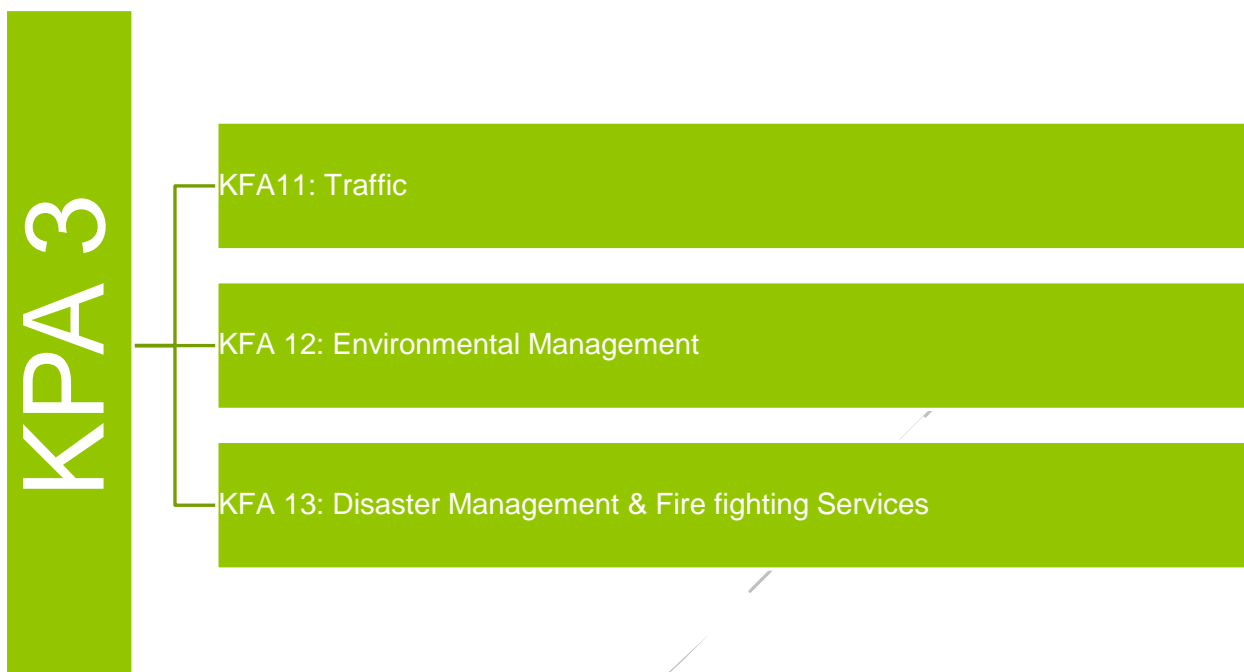 KPA 3
KFA11: Traffic
KFA 12: Environmental Management
KFA 13: Disaster Management & Fire fighting Services